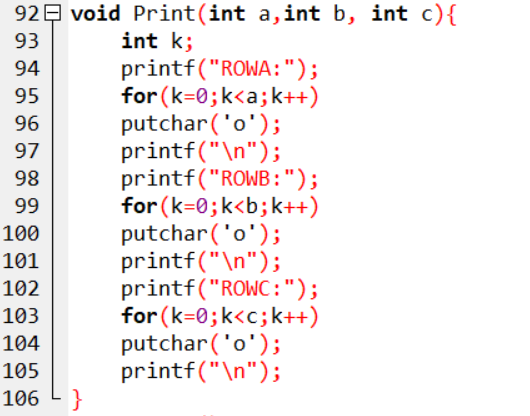 92 void Print(int a,int b, int c){
93 int k;
94 printf("ROWA:");
95 for(k=0;k<a;k++)
96 putchar('o');
97 printf("\n");
98 printf("ROWB:");
99 for(k=0;k<b;k++)
100 putchar('o');
101 printf("\n");
102 printf("ROWC:");
103 for(k=0;k<c;k++)
104 putchar('o');
105 printf("\n");
106 }